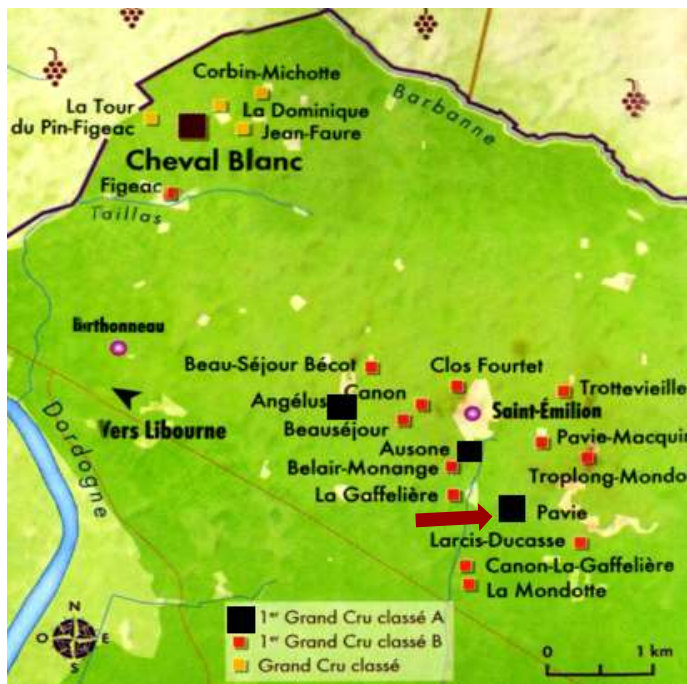 Corbin-Michotte
Barbanne
La Tour
du Pin-Figeac
La Dominique
Jean-Faure
Cheval Blanc
Figeac
Taillas
Barthonneau
Beau-Séjour Bécot
Clos Fourtet
Trottevieille
Angélus
Canon
Saint-Émilion
Vers Libourne
Beauséjour
Pavie-Macquin
Ausone
Dordogne
Belair-Monange
Troplong-Mondo
La Gaffelière
Pavie
Larcis-Ducasse
Canon-La-Gaffelière
La Mondotte
N
O E
S
1er Grand Cru classé A
1er Grand Cru classé B
Grand Cru classé
0 1 km